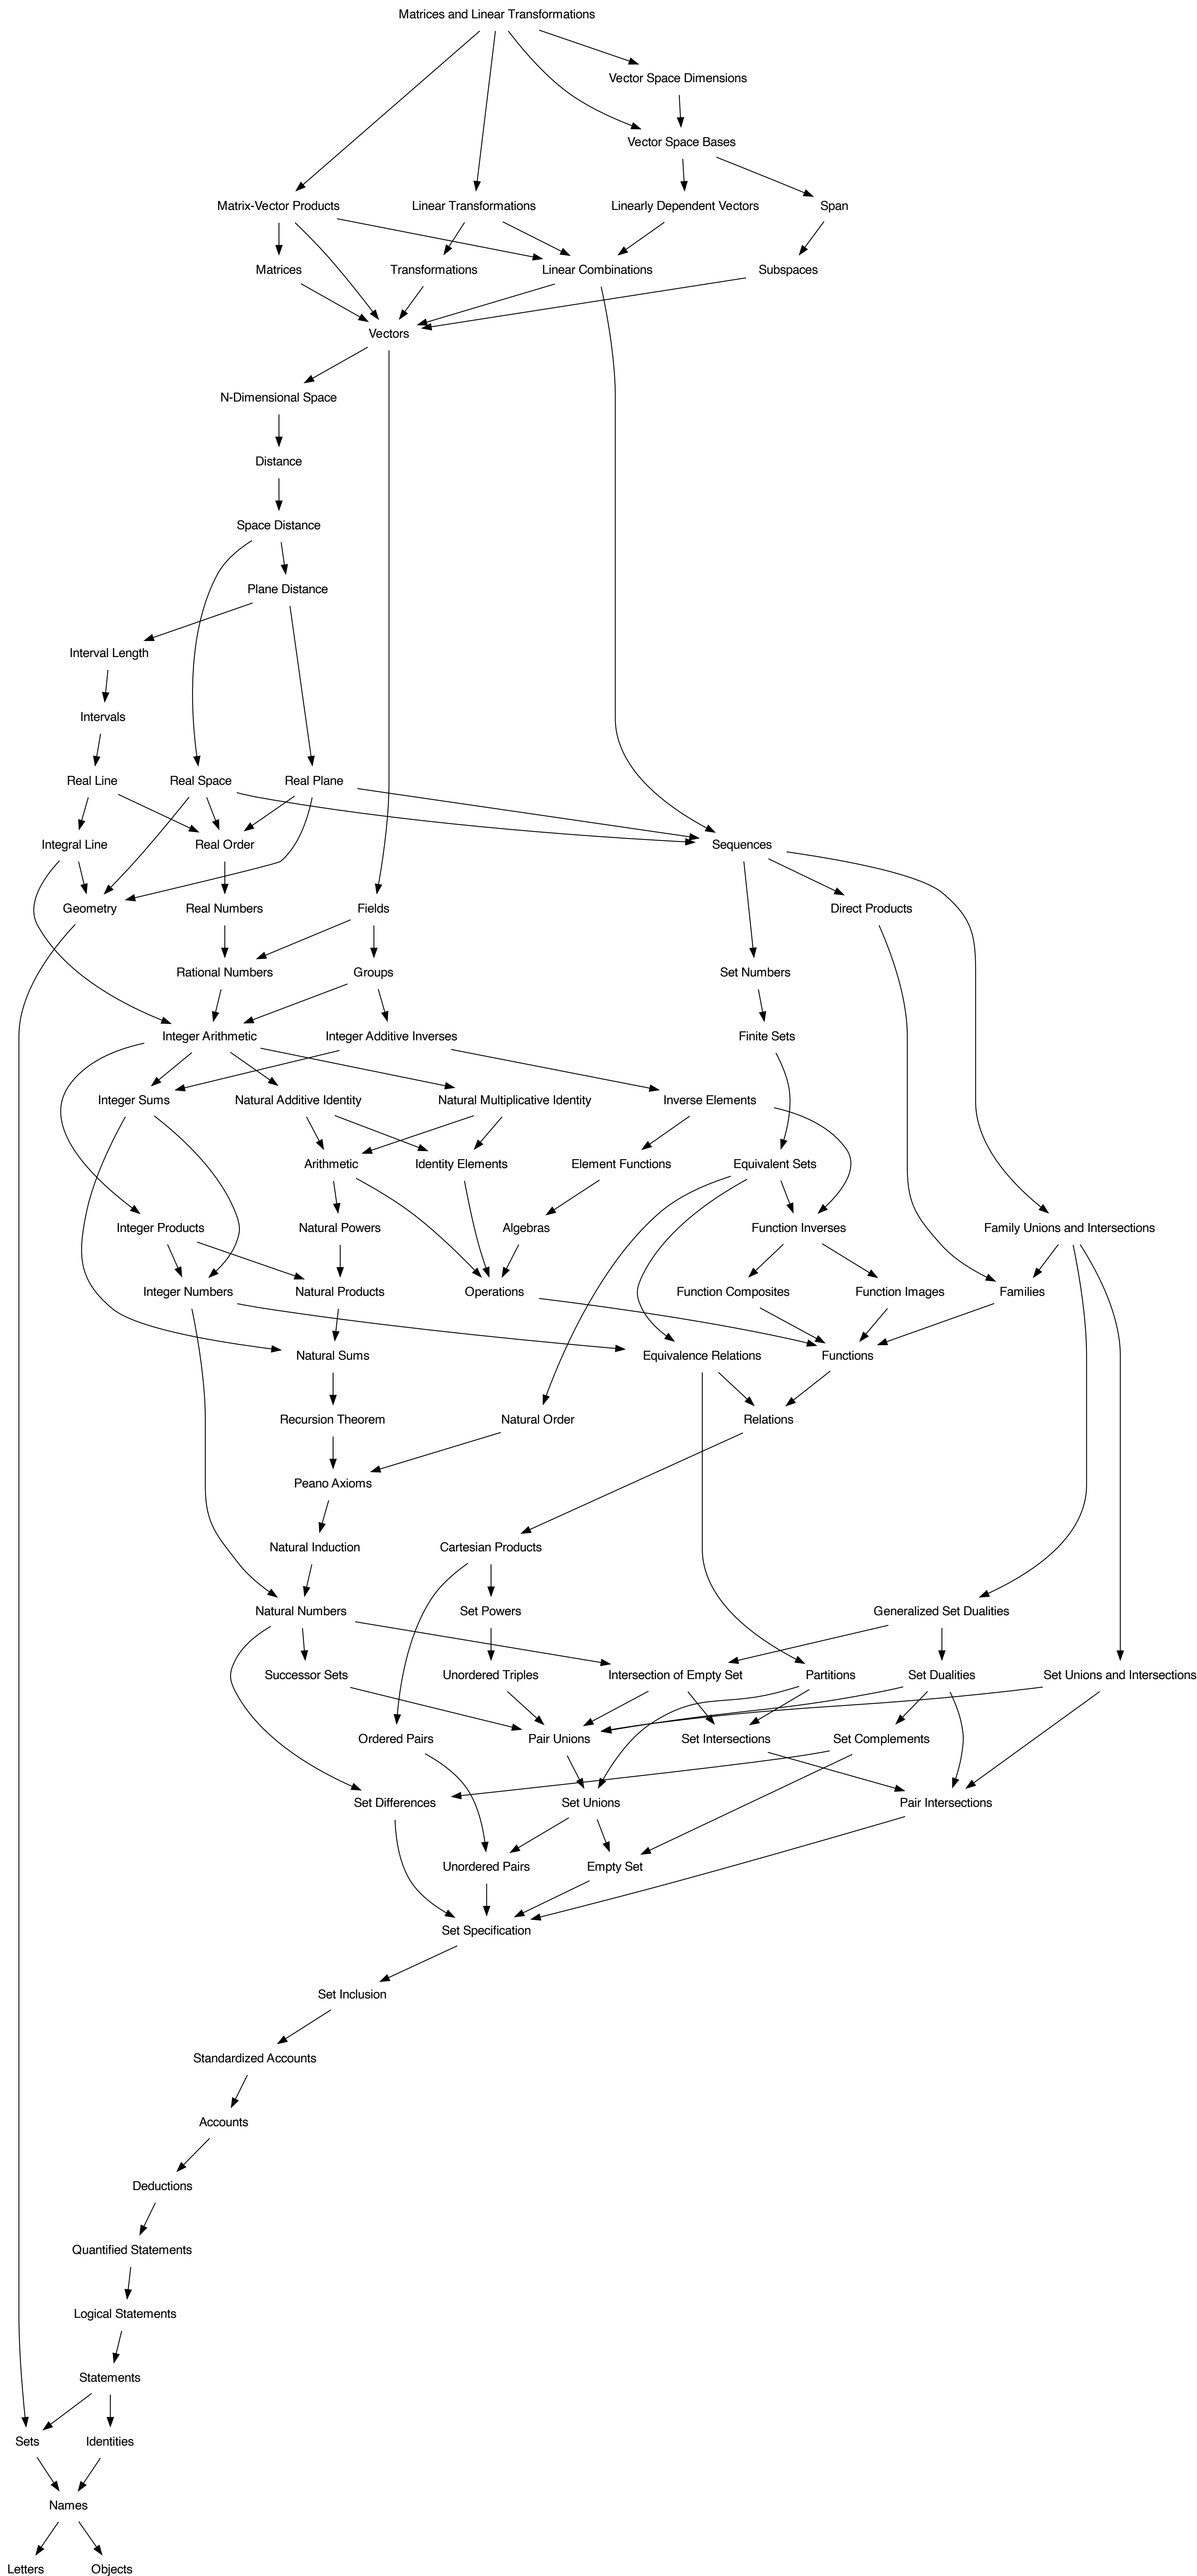 Matrices and Linear Transformations
Vector Space Dimensions
Vector Space Bases
Matrix-Vector Products
Linear Transformations
Linearly Dependent Vectors
Span
Matrices
Transformations
Linear Combinations
Subspaces
Vectors
N-Dimensional Space
Distance
Space Distance
Plane Distance
Interval Length
Intervals
Real Line
Real Space
Real Plane
Integral Line
Real Order
Sequences
Geometry
Real Numbers
Fields
Direct Products
Rational Numbers
Groups
Set Numbers
Integer Arithmetic
Integer Additive Inverses
Finite Sets
Integer Sums
Natural Additive Identity
Natural Multiplicative Identity
Inverse Elements
Arithmetic
Identity Elements
Element Functions
Equivalent Sets
Integer Products
Natural Powers
Algebras
Function Inverses
Family Unions and Intersections
Integer Numbers
Natural Products
Operations
Function Composites
Function Images
Families
Natural Sums
Equivalence Relations
Functions
Recursion Theorem
Natural Order
Relations
Peano Axioms
Natural Induction
Cartesian Products
Natural Numbers
Set Powers
Generalized Set Dualities
Successor Sets
Unordered Triples
Intersection of Empty Set
Partitions
Set Dualities
Set Unions and Intersections
Ordered Pairs
Pair Unions
Set Intersections
Set Complements
Set Differences
Set Unions
Pair Intersections
Unordered Pairs
Empty Set
Set Specification
Set Inclusion
Standardized Accounts
Accounts
Deductions
Quantified Statements
Logical Statements
Statements
Sets
Identities
Names
Letters
Objects